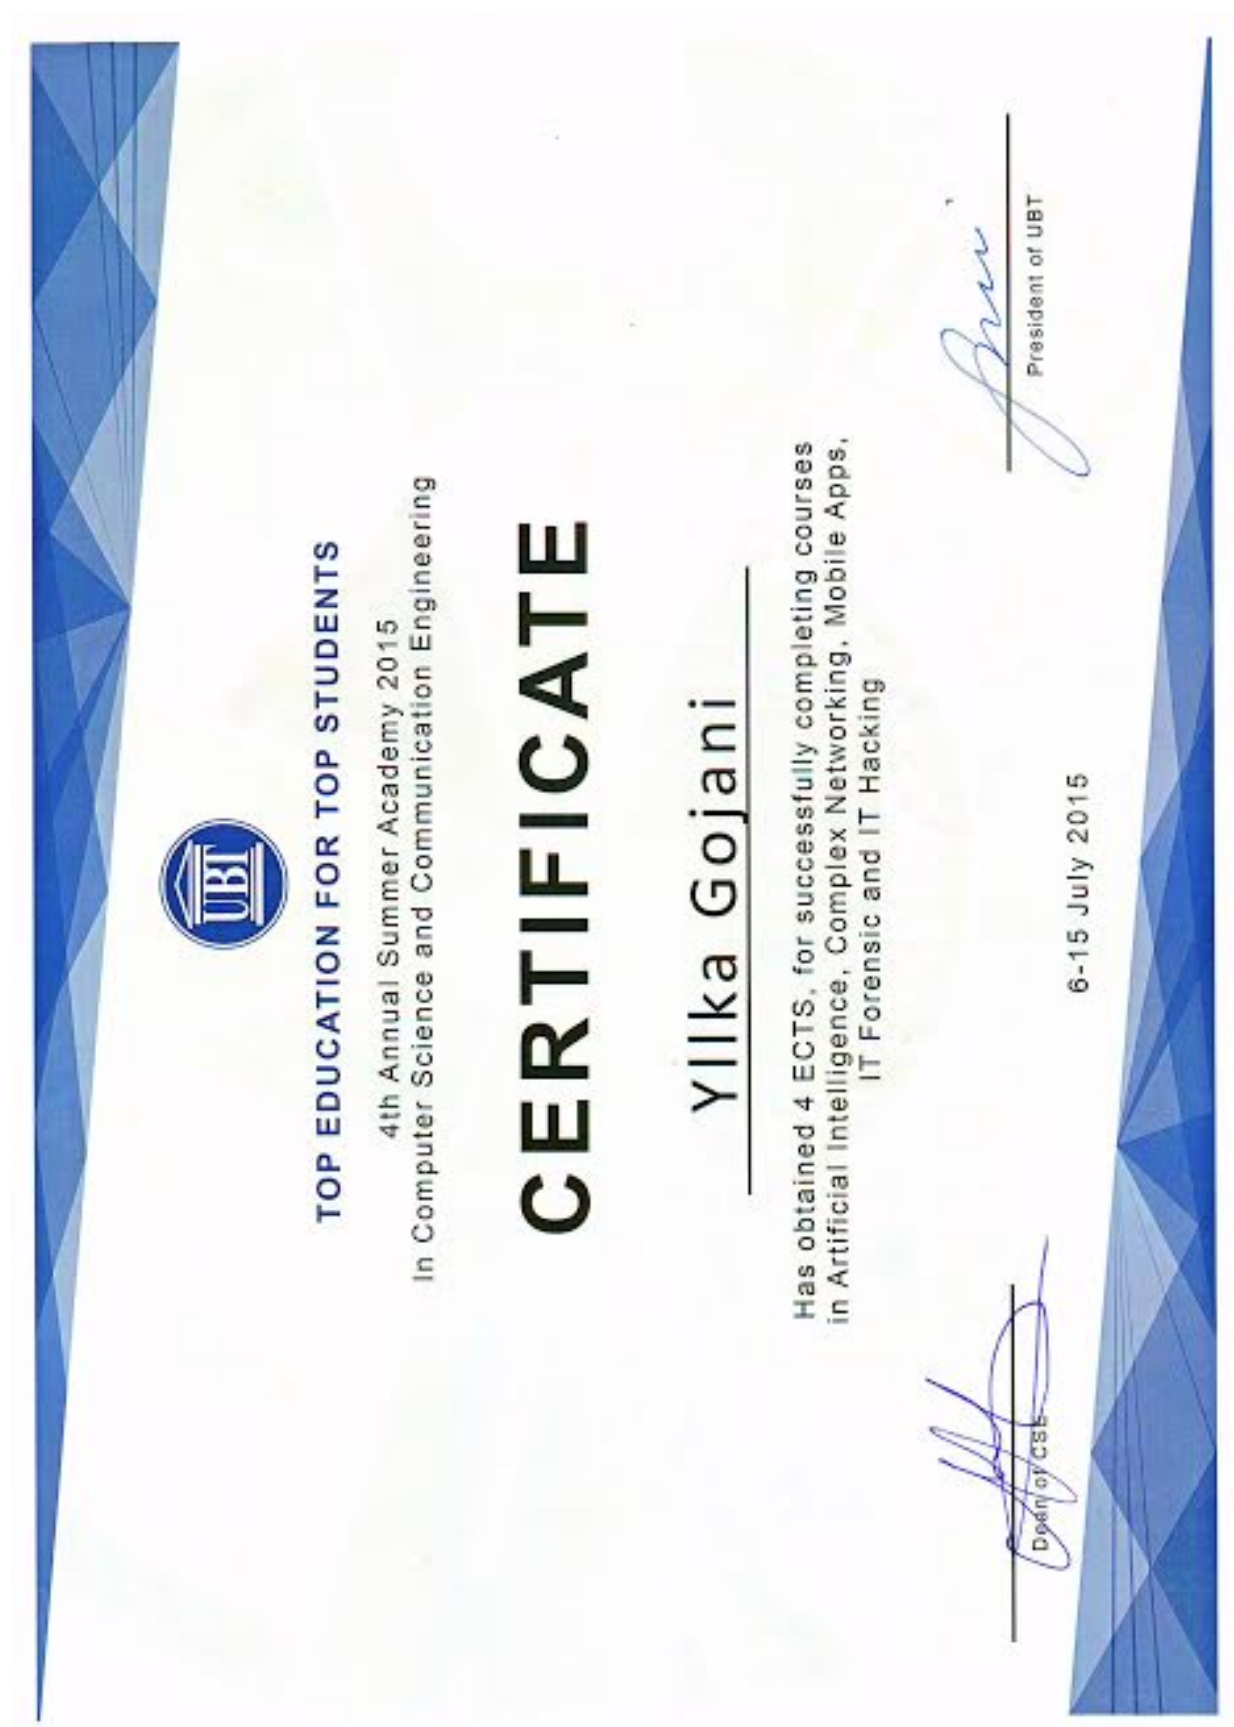 UBT
TOP EDUCATION FOR TOP STUDENTS
4th Annual Summer Academy 2015
In Computer Science and Communication Engineering
CERTIFICATE
Yllka Gojani
Has obtained 4 ECTS, for successfully completing courses
in Artificial Intelligence, Complex Networking, Mobile Apps,
IT Forensic and IT Hacking
Dean of CSE
President of UBT
6-15 July 2015